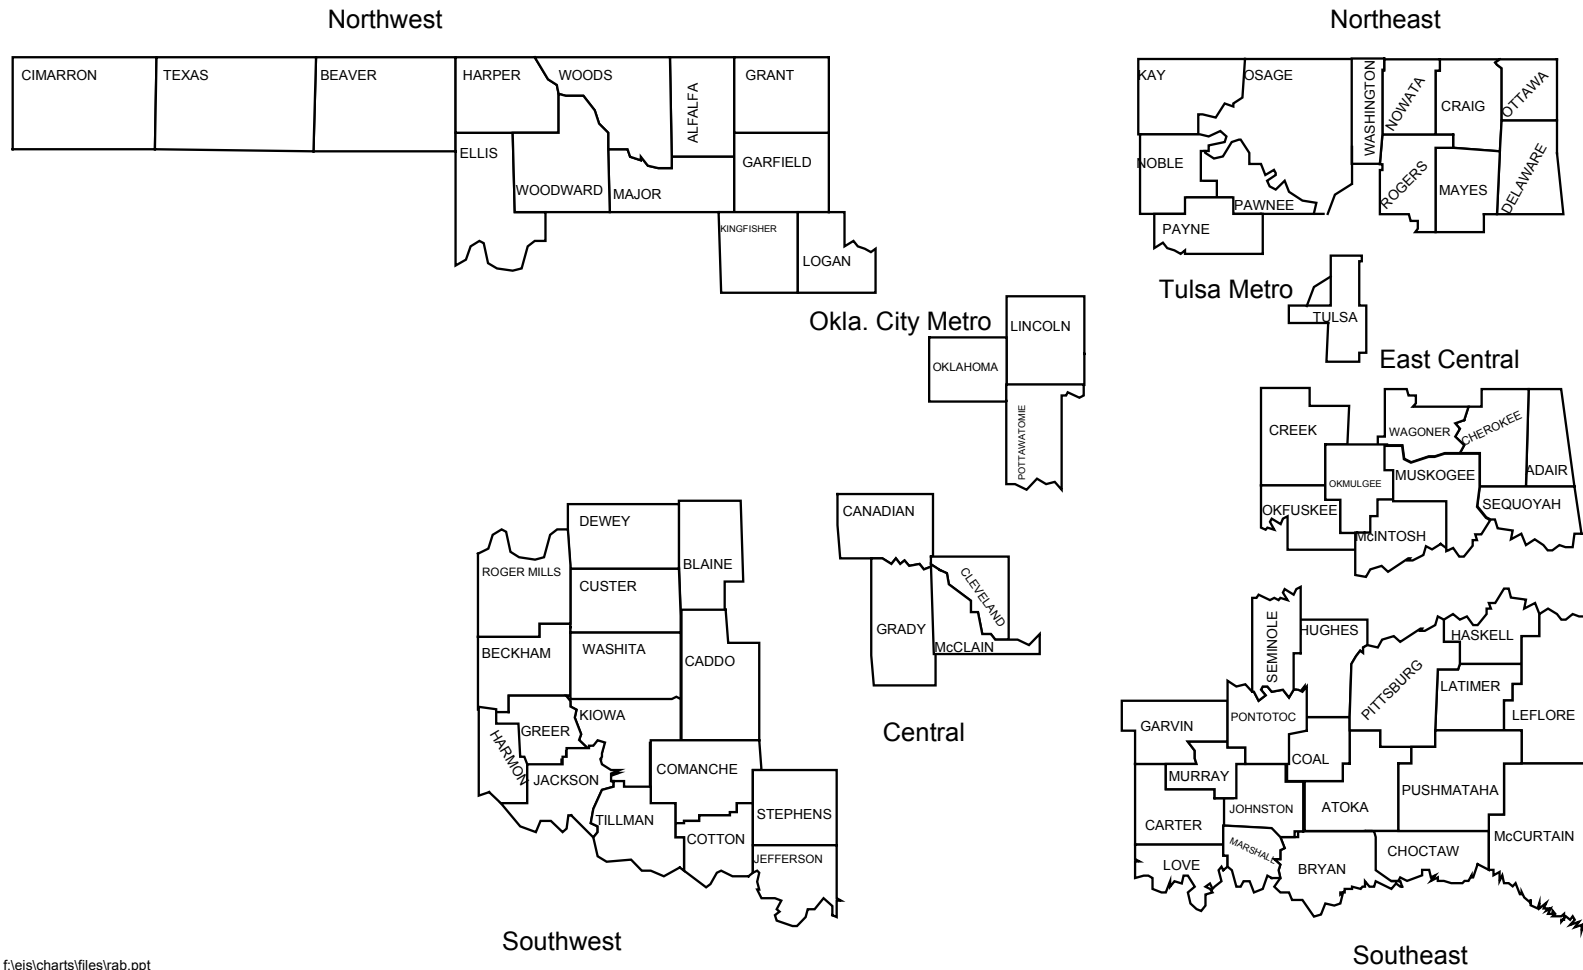 Northwest
Northeast
CIMARRON
TEXAS
BEAVER
HARPER
WOODS
ALFALFA
GRANT
ELLIS
WOODWARD
MAJOR
GARFIELD
KINGFISHER
LOGAN
KAY
OSAGE
WASHINGTON
NOWATA
CRAIG
OTTAWA
NOBLE
PAWNEE
ROGERS
MAYES
DELAWARE
PAYNE
Tulsa Metro
TULSA
Okla. City Metro
LINCOLN
OKLAHOMA
POTTAWATOMIE
East Central
CREEK
WAGONER
CHEROKEE
ADAIR
OKMULGEE
MUSKOGEE
OKFUSKEE
McINTOSH
SEQUOYAH
CANADIAN
CLEVELAND
GRADY
McCLAIN
Central
DEWEY
BLAINE
ROGER MILLS
CUSTER
BECKHAM
WASHITA
CADDO
KIOWA
GREER
HARMON
JACKSON
COMANCHE
TILLMAN
COTTON
STEPHENS
JEFFERSON
Southwest
SEMINOLE
HUGHES
HASKELL
PITTSBURG
LATIMER
LEFLORE
GARVIN
PONTOTOC
COAL
MURRAY
JOHNSTON
ATOKA
PUSHMATAHA
CARTER
MARSHALL
McCURTAIN
LOVE
BRYAN
CHOCTAW
Southeast
f:\eis\charts\files\rab.ppt